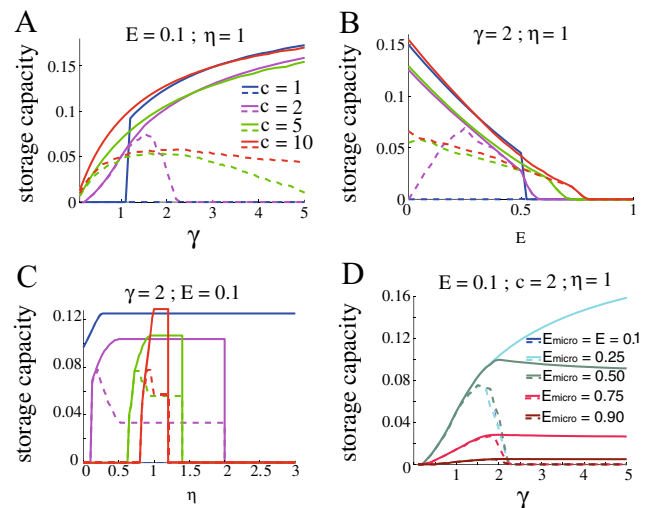 A
E = 0.1 ; η = 1
storage capacity
0.15
0.1
0.05
0
1
2
3
4
5
γ
c = 1
c = 2
c = 5
c = 10
B
γ = 2 ; η = 1
storage capacity
0.15
0.1
0.05
0
0
0.5
1
E
C
γ = 2 ; E = 0.1
storage capacity
0.12
0.08
0.04
0
0
0.5
1
1.5
2
2.5
3
η
D
E = 0.1 ; c = 2 ; η = 1
storage capacity
0.16
0.12
0.08
0.04
0
0
1
2
3
4
5
γ
Emicro = E = 0.1
Emicro = 0.25
Emicro = 0.50
Emicro = 0.75
Emicro = 0.90